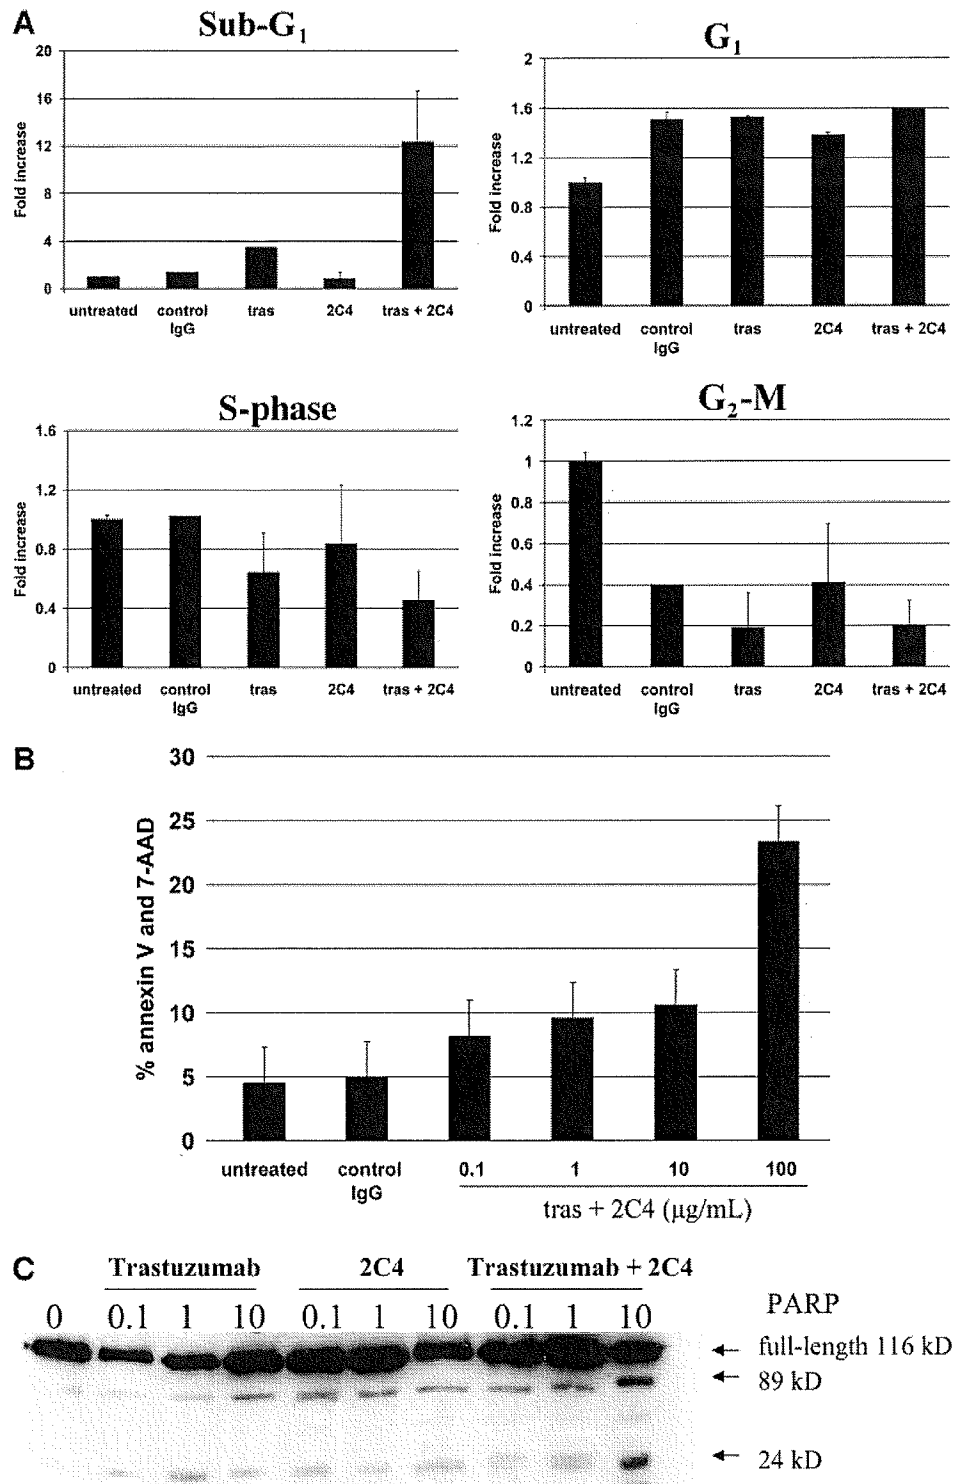 A
Sub-G1
20
16
12
8
4
0
Fold increase
untreated
control IgG
tras
2C4
tras + 2C4
G1
2
1.6
1.2
0.8
0.4
0
Fold increase
untreated
control IgG
tras
2C4
tras + 2C4
S-phase
1.6
1.2
0.8
0.4
0
Fold increase
untreated
control IgG
tras
2C4
tras + 2C4
G2-M
1.2
1
0.8
0.6
0.4
0.2
0
Fold increase
untreated
control IgG
tras
2C4
tras + 2C4
B
30
25
20
15
10
5
0
% annexin V and 7-AAD
untreated
control IgG
0.1
1
10
100
tras + 2C4 (µg/mL)
C
Trastuzumab 2C4 Trastuzumab + 2C4
0 0.1 1 10 0.1 1 10 0.1 1 10
PARP
full-length 116 kD
89 kD
24 kD